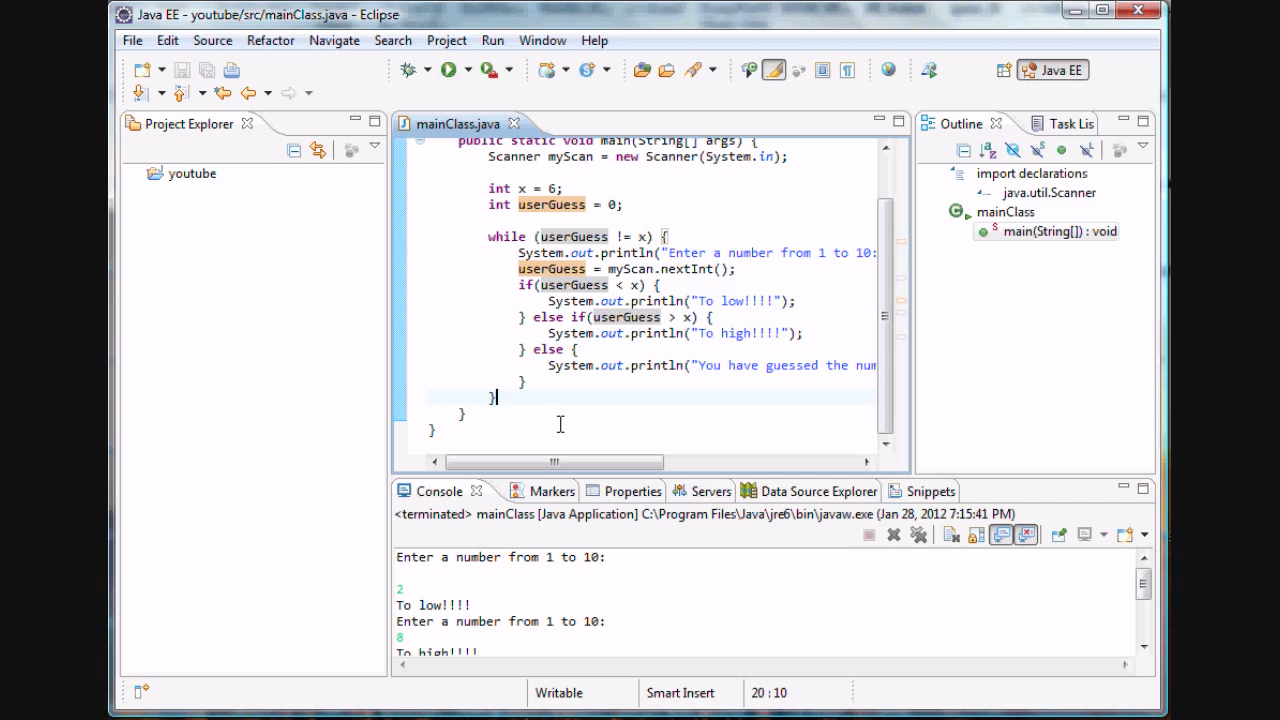 Java EE - youtube/src/mainClass.java - Eclipse
File Edit Source Refactor Navigate Search Project Run Window Help
Java EE
Project Explorer
youtube
mainClass.java
public static void main(String[] args) {
Scanner myScan = new Scanner(System.in);
int x = 6;
int userGuess = 0;
while (userGuess != x) {
System.out.println("Enter a number from 1 to 10:
userGuess = myScan.nextInt();
if(userGuess < x) {
System.out.println("To low!!!!");
} else if(userGuess > x) {
System.out.println("To high!!!!");
} else {
System.out.println("You have guessed the num
}
}
}
}
Outline Task Lis
import declarations
java.util.Scanner
mainClass
main(String[]) : void
Console Markers Properties Servers Data Source Explorer Snippets
<terminated> mainClass [Java Application] C:\Program Files\Java\jre6\bin\javaw.exe (Jan 28, 2012 7:15:41 PM)
Enter a number from 1 to 10:
2
To low!!!!
Enter a number from 1 to 10:
8
To high!!!!
Writable Smart Insert 20 : 10